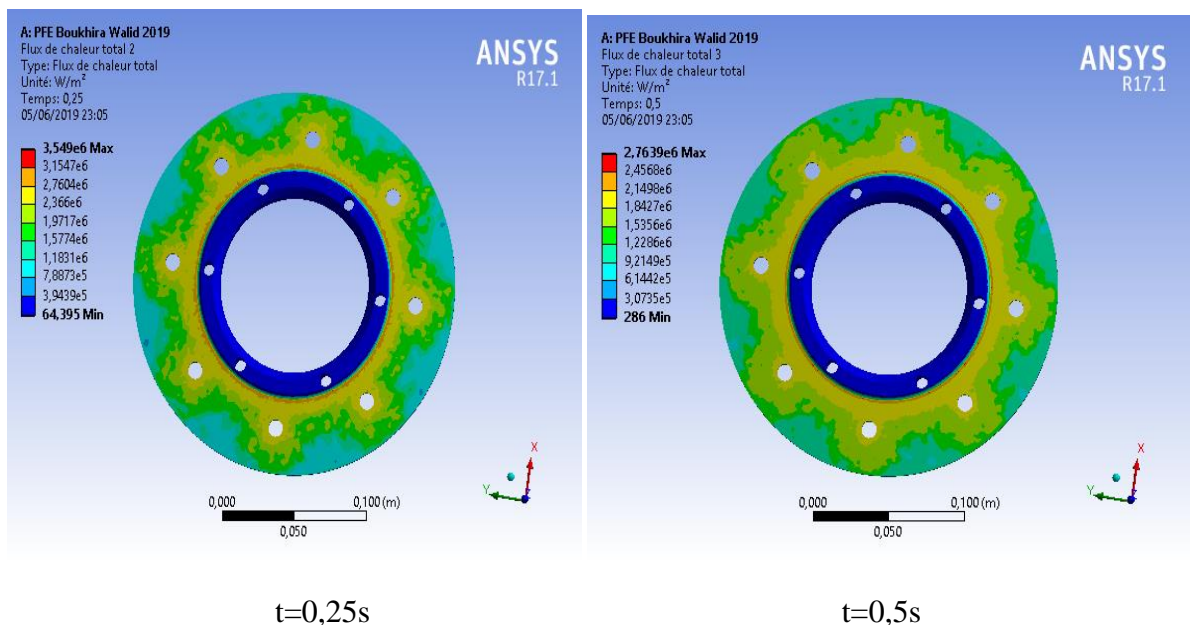 A: PFE Boukhira Walid 2019
Flux de chaleur total 2
Type: Flux de chaleur total
Unité: W/m²
Temps: 0,25
05/06/2019 23:05
3,549e6 Max
3,1547e6
2,7604e6
2,366e6
1,9717e6
1,5774e6
1,1831e6
7,8873e5
3,9439e5
64,395 Min
ANSYS
R17.1
X
Y
0,000 0,100 (m)
0,050
A: PFE Boukhira Walid 2019
Flux de chaleur total 3
Type: Flux de chaleur total
Unité: W/m²
Temps: 0,5
05/06/2019 23:05
2,7639e6 Max
2,4568e6
2,1498e6
1,8427e6
1,5356e6
1,2286e6
9,2149e5
6,1442e5
3,0735e5
286 Min
ANSYS
R17.1
X
Y
0,000 0,100 (m)
0,050
t=0,25s t=0,5s